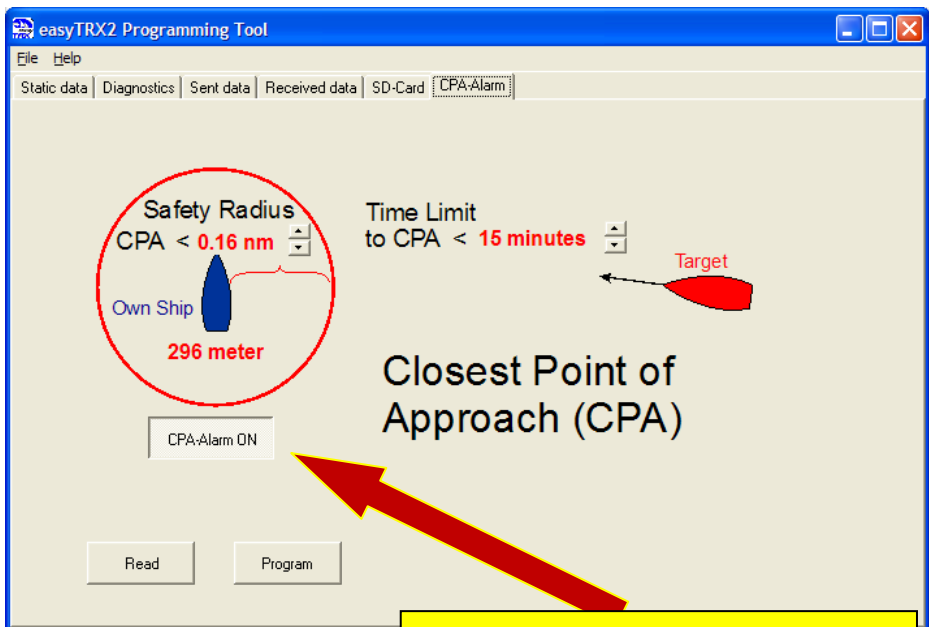 easyTRX2 Programming Tool
File Help
Static data Diagnostics Sent data Received data SD-Card CPA-Alarm
Safety Radius
CPA < 0.16 nm
Time Limit
to CPA < 15 minutes
Target
Own Ship
296 meter
Closest Point of
Approach (CPA)
CPA-Alarm ON
Read Program